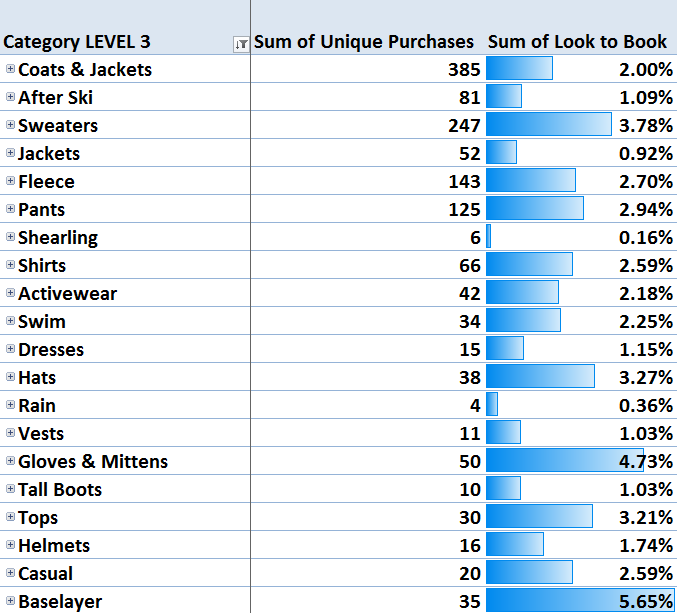 Category LEVEL 3 Sum of Unique Purchases Sum of Look to Book
Coats & Jackets 385 2.00%
After Ski 81 1.09%
Sweaters 247 3.78%
Jackets 52 0.92%
Fleece 143 2.70%
Pants 125 2.94%
Shearling 6 0.16%
Shirts 66 2.59%
Activewear 42 2.18%
Swim 34 2.25%
Dresses 15 1.15%
Hats 38 3.27%
Rain 4 0.36%
Vests 11 1.03%
Gloves & Mittens 50 4.73%
Tall Boots 10 1.03%
Tops 30 3.21%
Helmets 16 1.74%
Casual 20 2.59%
Baselayer 35 5.65%